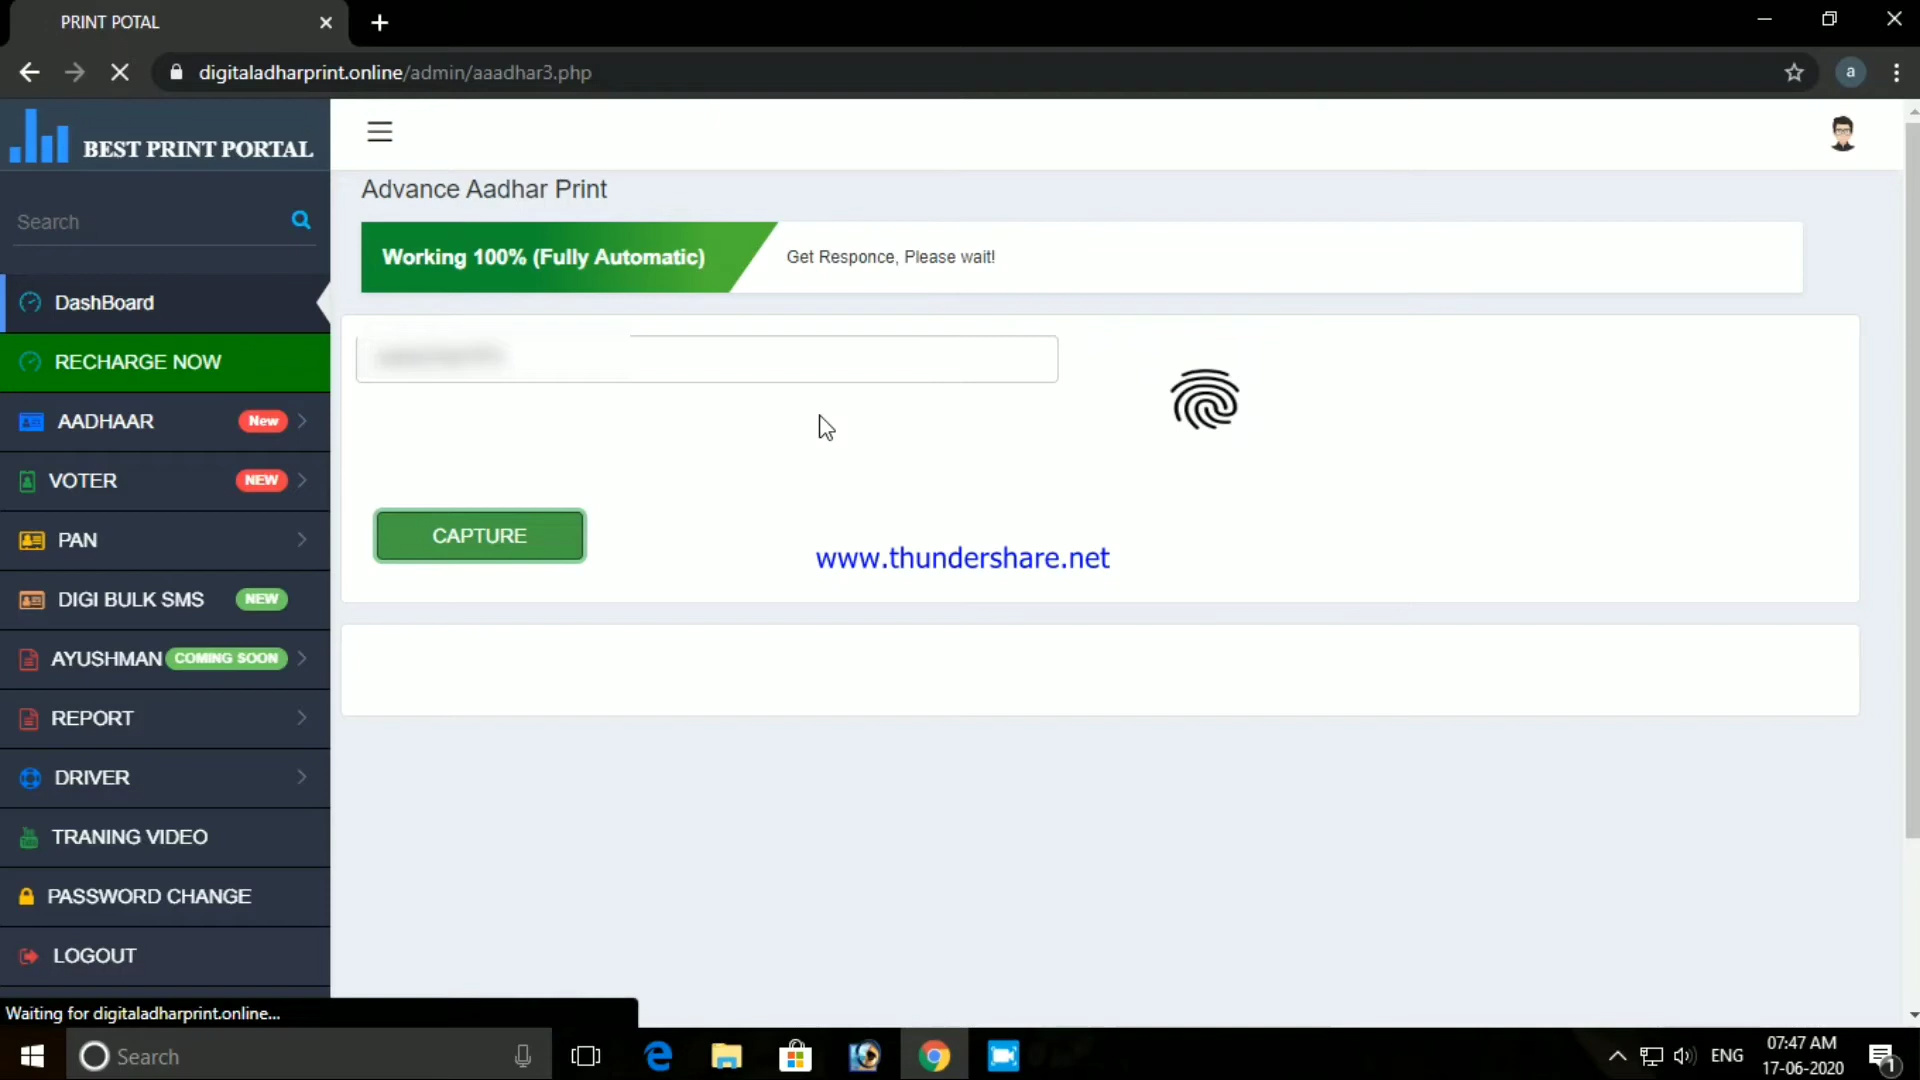 PRINT POTAL
digitaladharprint.online/admin/aaadhar3.php
BEST PRINT PORTAL
Search
DashBoard
RECHARGE NOW
AADHAAR New
VOTER NEW
PAN
DIGI BULK SMS NEW
AYUSHMAN COMING SOON
REPORT
DRIVER
TRANING VIDEO
PASSWORD CHANGE
LOGOUT
Advance Aadhar Print
Working 100% (Fully Automatic)
Get Responce, Please wait!
CAPTURE
www.thundershare.net
Waiting for digitaladharprint.online...
Search
ENG
07:47 AM
17-06-2020
a
1